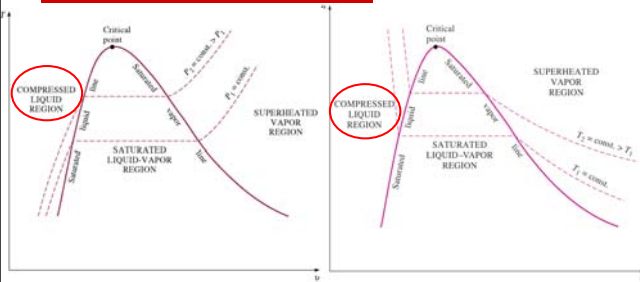 T
Critical
point
P₂ = const. > P₁
P₁ = const.
COMPRESSED
LIQUID
REGION
Saturated
liquid
line
Saturated
vapor
line
SUPERHEATED
VAPOR
REGION
SATURATED
LIQUID-VAPOR
REGION
v
Critical
point
COMPRESSED
LIQUID
REGION
Saturated
liquid
line
Saturated
vapor
line
SUPERHEATED
VAPOR
REGION
T₂ = const. > T₁
T₁ = const.
SATURATED
LIQUID–VAPOR
REGION